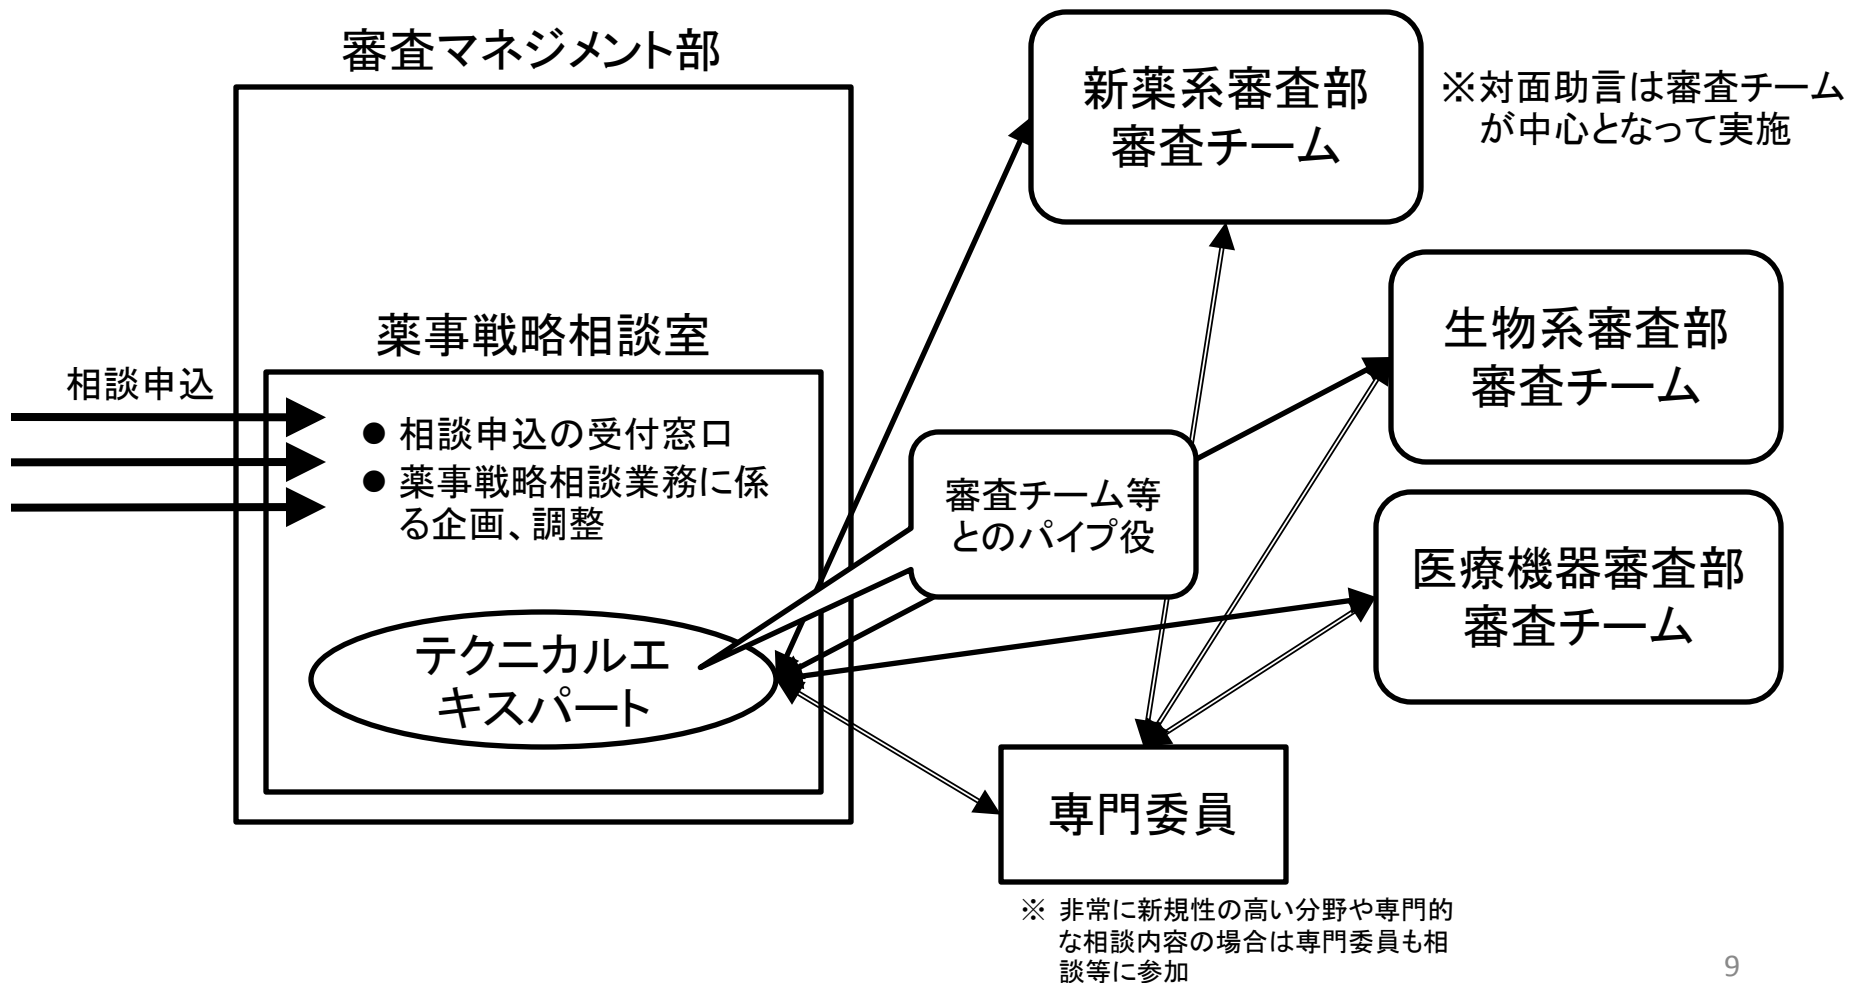 審査マネジメント部
新薬系審査部
審査チーム
※対面助言は審査チーム
が中心となって実施
薬事戦略相談室
相談申込
● 相談申込の受付窓口
● 薬事戦略相談業務に係
る企画、調整
テクニカルエ
キスパート
審査チーム等
とのパイプ役
生物系審査部
審査チーム
医療機器審査部
審査チーム
専門委員
※ 非常に新規性の高い分野や専門的
な相談内容の場合は専門委員も相
談等に参加
9